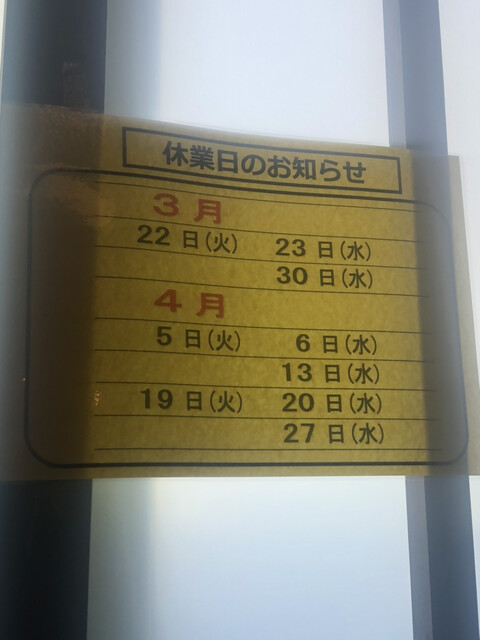 休業日のお知らせ
3月
22日(火) 23日(水)
30日(水)
4月
5日(火) 6日(水)
13日(水)
19日(火) 20日(水)
27日(水)